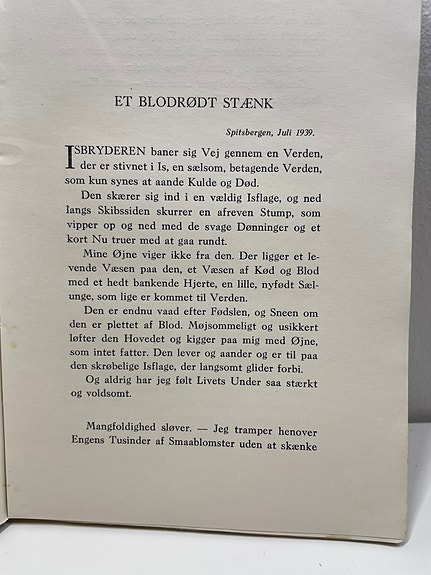 ET BLODRØDT STÆNK
Spitsbergen, Juli 1939.
ISBRYDEREN baner sig Vej gennem en Verden,
der er stivnet i Is, en sælsom, betagende Verden,
som kun synes at aande Kulde og Død.
Den skærer sig ind i en vældig Isflage, og ned
langs Skibssiden skurrer en afreven Stump, som
vipper op og ned med de svage Dønninger og et
kort Nu truer med at gaa rundt.
Mine Øjne viger ikke fra den. Der ligger et le-
vende Væsen paa den, et Væsen af Kød og Blod
med et hedt bankende Hjerte, en lille, nyfødt Sæl-
unge, som lige er kommet til Verden.
Den er endnu vaad efter Fødslen, og Sneen om
den er plettet af Blod. Møjsommeligt og usikkert
løfter den Hovedet og kigger paa mig med Øjne,
som intet fatter. Den lever og aander og er til paa
den skrøbelige Isflage, der langsomt glider forbi.
Og aldrig har jeg følt Livets Under saa stærkt
og voldsomt.
Mangfoldighed sløver. — Jeg tramper henover
Engens Tusinder af Smaablomster uden at skænke